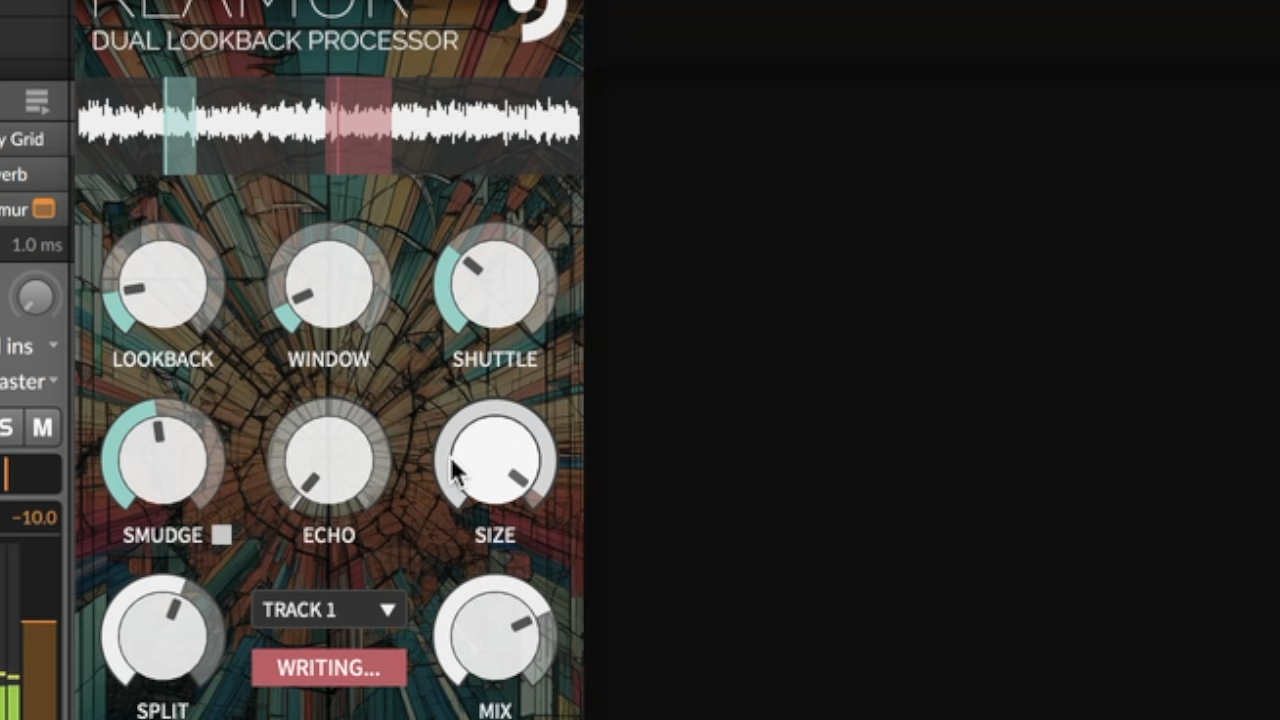 KLAMOR
DUAL LOOKBACK PROCESSOR
y Grid
erb
mur
1.0 ms
LOOKBACK
WINDOW
SHUTTLE
l ins
aster
S M
SMUDGE
ECHO
SIZE
-10.0
TRACK 1
WRITING...
SPLIT
MIX